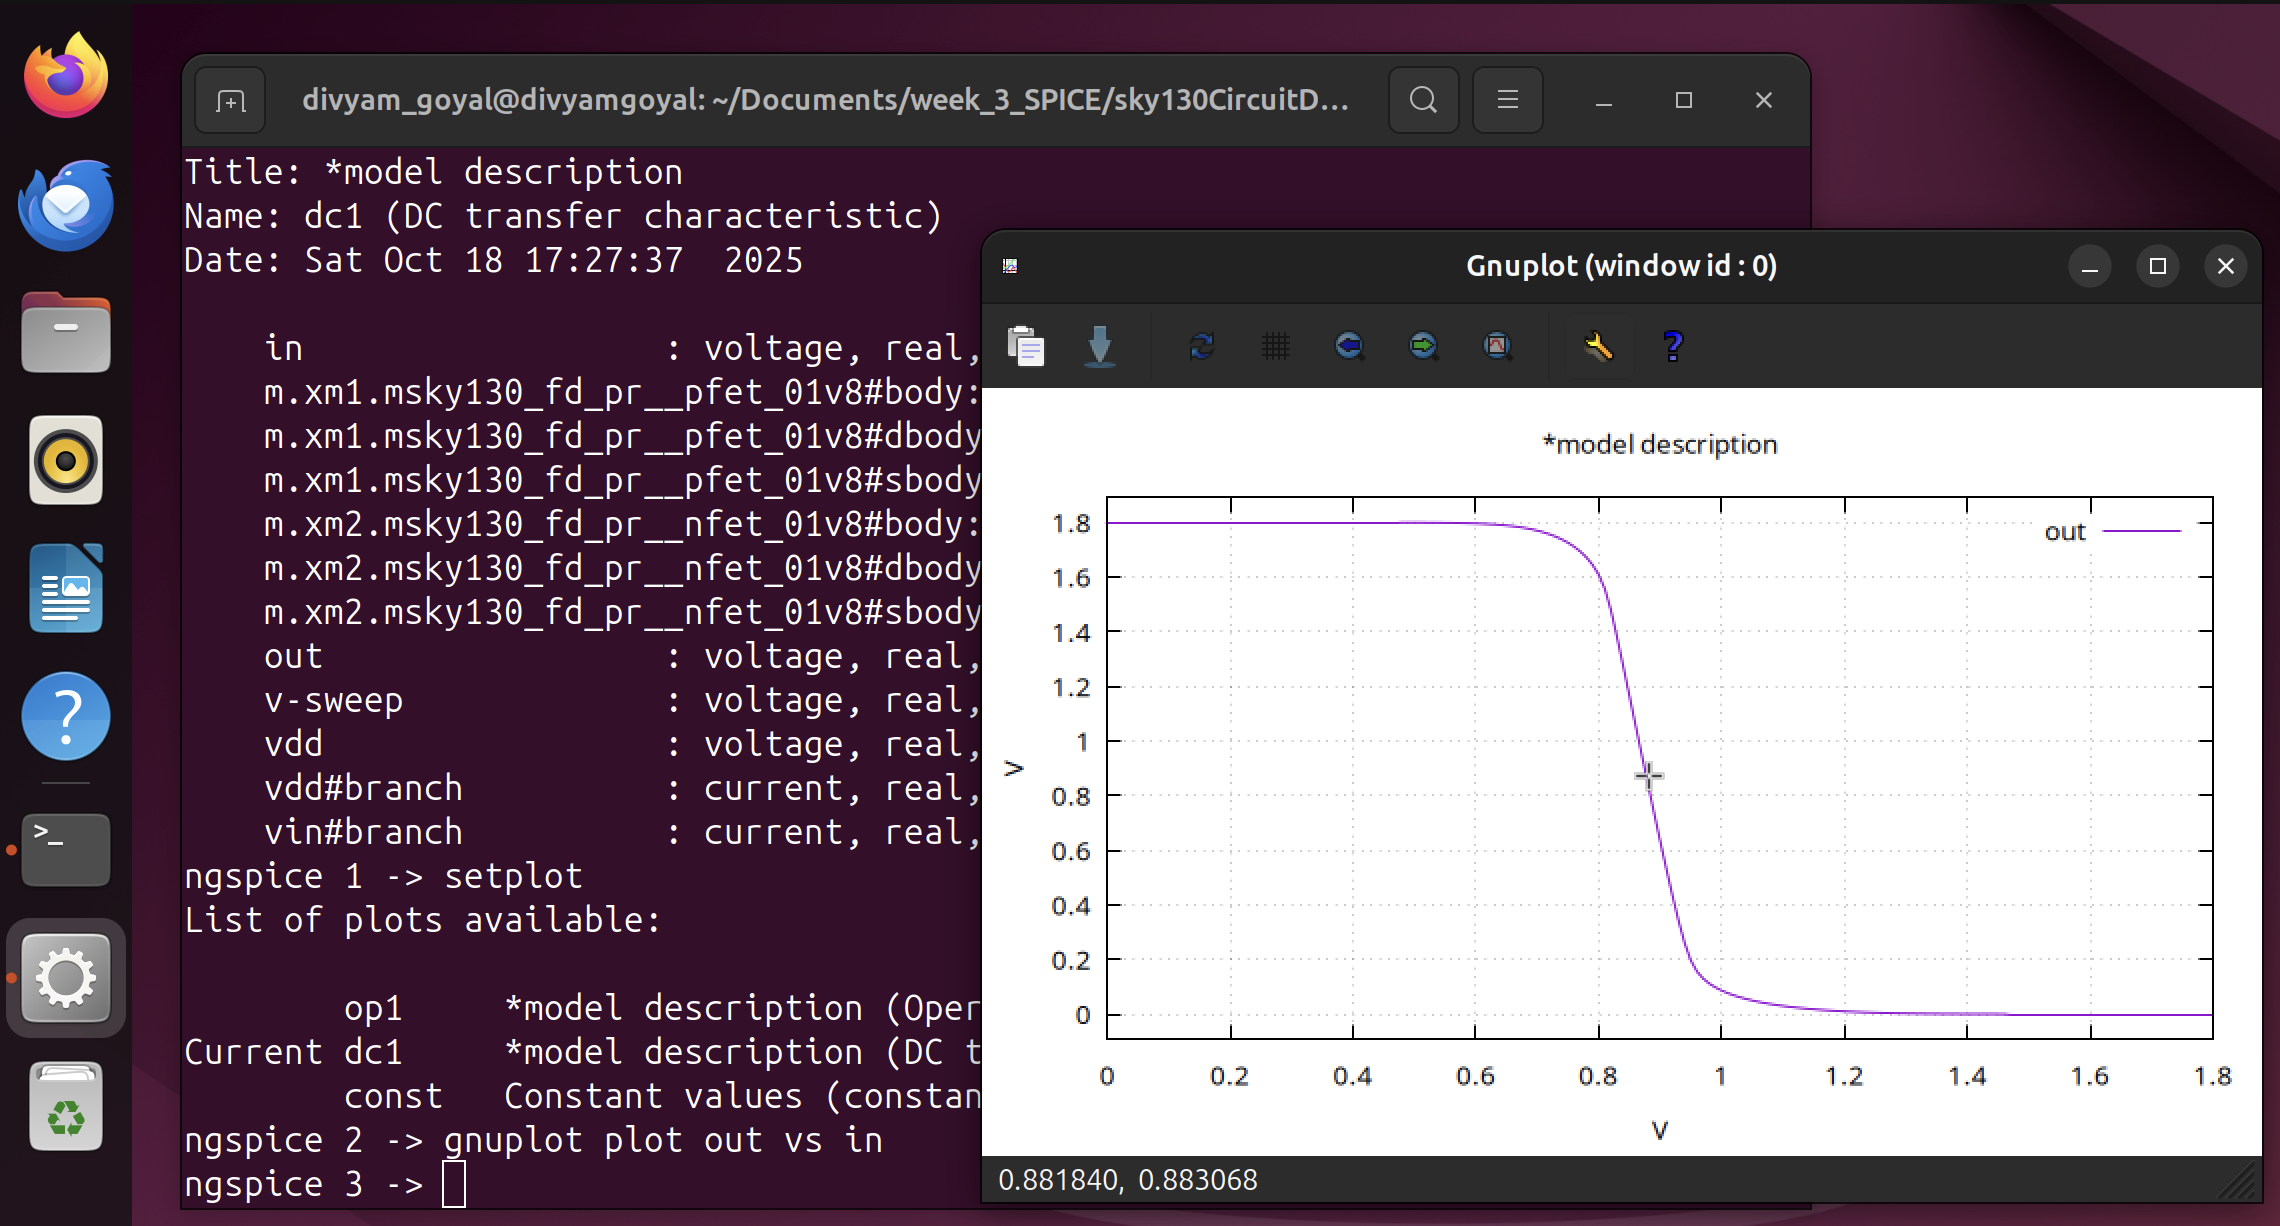 divyam_goyal@divyamgoyal: ~/Documents/week_3_SPICE/sky130CircuitD...
Title: *model description
Name: dc1 (DC transfer characteristic)
Date: Sat Oct 18 17:27:37  2025
in : voltage, real,
m.xm1.msky130_fd_pr__pfet_01v8#body:
m.xm1.msky130_fd_pr__pfet_01v8#dbody
m.xm1.msky130_fd_pr__pfet_01v8#sbody
m.xm2.msky130_fd_pr__nfet_01v8#body:
m.xm2.msky130_fd_pr__nfet_01v8#dbody
m.xm2.msky130_fd_pr__nfet_01v8#sbody
out : voltage, real,
v-sweep : voltage, real,
vdd : voltage, real,
vdd#branch : current, real,
vin#branch : current, real,
ngspice 1 -> setplot
List of plots available:
op1 *model description (Oper
Current dc1 *model description (DC t
const Constant values (constan
ngspice 2 -> gnuplot plot out vs in
ngspice 3 ->
Gnuplot (window id : 0)
*model description
out
1.8
1.6
1.4
1.2
1
0.8
0.6
0.4
0.2
0
V
0 0.2 0.4 0.6 0.8 1 1.2 1.4 1.6 1.8
V
0.881840, 0.883068